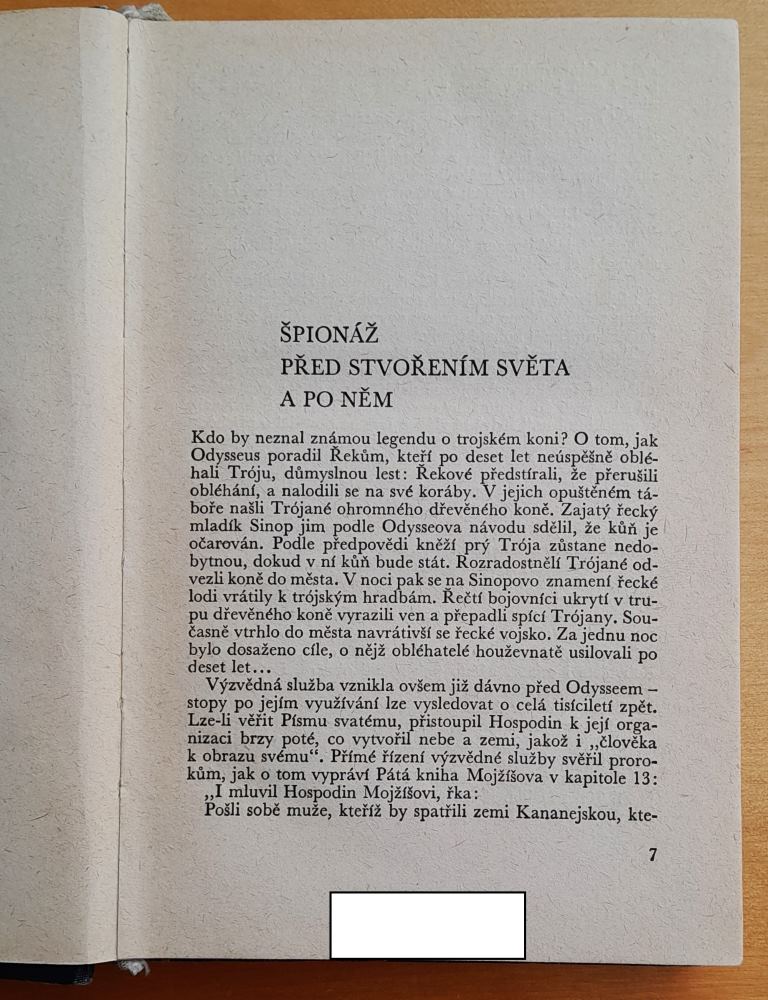 ŠPIONÁŽ
PŘED STVOŘENÍM SVĚTA
A PO NĚM
Kdo by neznal známou legendu o trojském koni? O tom, jak
Odysseus poradil Řekům, kteří po deset let neúspěšně oblé-
hali Tróju, důmyslnou lest: Řekové předstírali, že přerušili
obléhání, a nalodili se na své koráby. V jejich opuštěném tá-
boře našli Trójané ohromného dřevěného koně. Zajatý řecký
mladík Sinop jim podle Odysseova návodu sdělil, že kůň je
očarován. Podle předpovědi kněží prý Trója zůstane nedo-
bytnou, dokud v ní kůň bude stát. Rozradostnělí Trójané od-
vezli koně do města. V noci pak se na Sinopovo znamení řecké
lodi vrátily k trójským hradbám. Řečtí bojovníci ukrytí v tru-
pu dřevěného koně vyrazili ven a přepadli spící Trójany. Sou-
časně vtrhlo do města navrátivší se řecké vojsko. Za jednu noc
bylo dosaženo cíle, o nějž obléhatelé houževnatě usilovali po
deset let...
Výzvědná služba vznikla ovšem již dávno před Odysseem –
stopy po jejím využívání lze vysledovat o celá tisíciletí zpět.
Lze-li věřit Písmu svatému, přistoupil Hospodin k její orga-
nizaci brzy poté, co vytvořil nebe a zemi, jakož i „člověka
k obrazu svému“. Přímé řízení výzvědné služby svěřil proro-
kům, jak o tom vypráví Pátá kniha Mojžíšova v kapitole 13:
„I mluvil Hospodin Mojžíšovi, řka:
Pošli sobě muže, kteříž by spatřili zemi Kananejskou, kte-
7